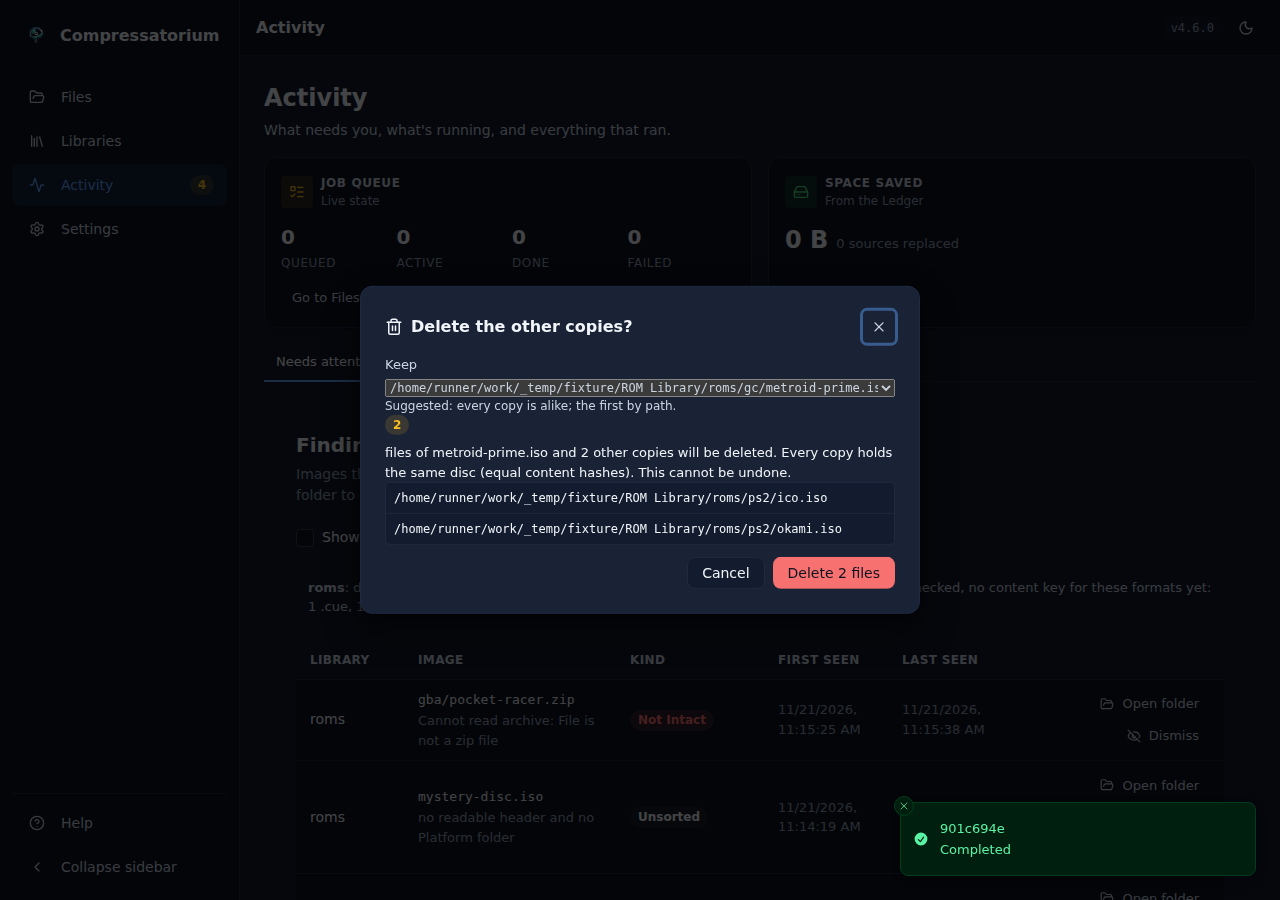 Compressatorium
Activity
v4.6.0
Files
Libraries
Activity
4
Settings
Activity
What needs you, what's running, and everything that ran.
JOB QUEUE
Live state
0
0
0
0
QUEUED
ACTIVE
DONE
FAILED
Go to Files
SPACE SAVED
From the Ledger
0 B 0 sources replaced
Needs attent
Delete the other copies?
Keep
/home/runner/work/_temp/fixture/ROM Library/roms/gc/metroid-prime.is
Suggested: every copy is alike; the first by path.
2
files of metroid-prime.iso and 2 other copies will be deleted. Every copy holds
the same disc (equal content hashes). This cannot be undone.
/home/runner/work/_temp/fixture/ROM Library/roms/ps2/ico.iso
/home/runner/work/_temp/fixture/ROM Library/roms/ps2/okami.iso
Cancel
Delete 2 files
Images
folder to
Show
roms:
no content key for these formats yet:
1 .cue,
LIBRARY
IMAGE
KIND
FIRST SEEN
LAST SEEN
roms
gba/pocket-racer.zip
Cannot read archive: File is
not a zip file
Not Intact
11/21/2026,
11:15:25 AM
11/21/2026,
11:15:38 AM
Open folder
Dismiss
roms
mystery-disc.iso
no readable header and no
Platform folder
Unsorted
11/21/2026,
11:14:19 AM
Open folder
Open folder
901c694e
Completed
Help
Collapse sidebar